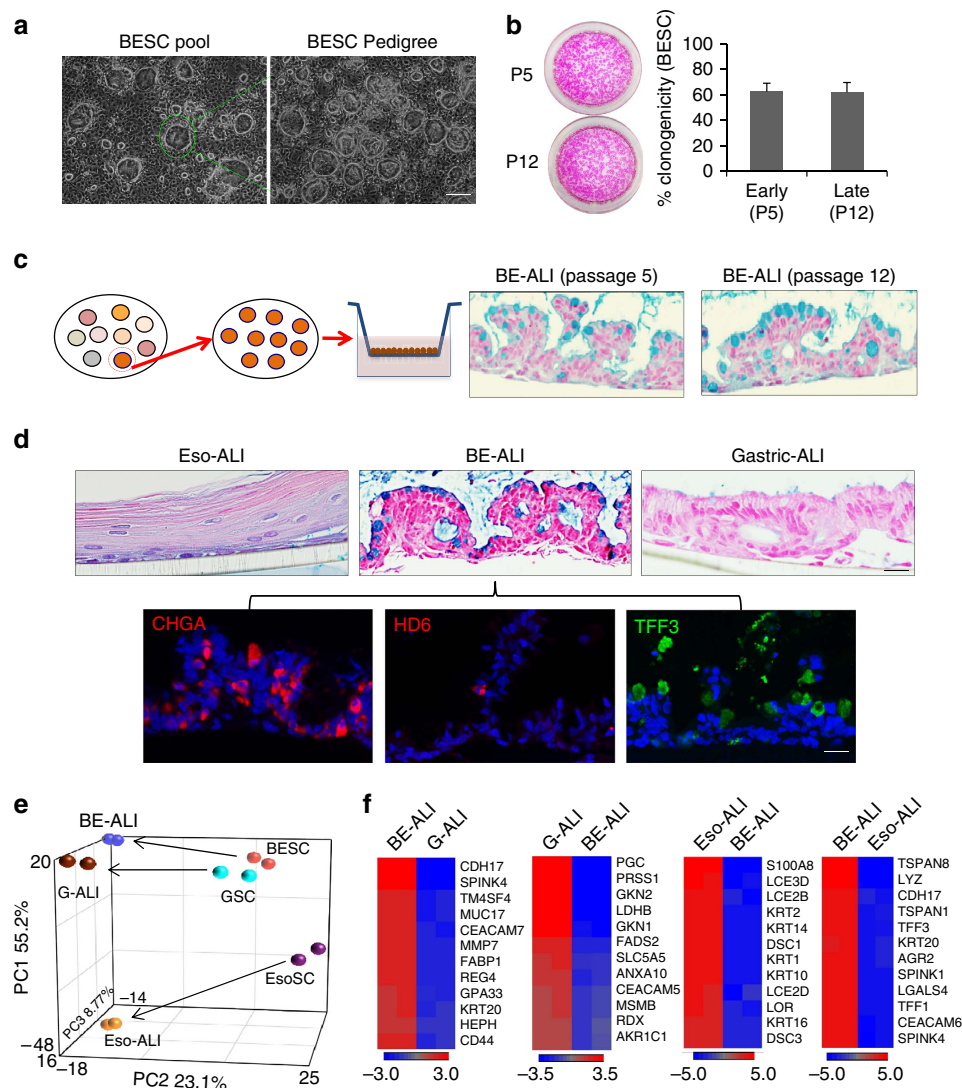 a
BESC pool
BESC Pedigree
b
P5
P12
% clonogenicity (BESC)
100
80
60
40
20
0
Early
(P5)
Late
(P12)
c
BE-ALI (passage 5)
BE-ALI (passage 12)
d
Eso-ALI
BE-ALI
Gastric-ALI
CHGA
HD6
TFF3
e
BE-ALI
BESC
20
G-ALI
GSC
PC1 55.2%
EsoSC
PC3 8.77%
–14
Eso-ALI
–48
16
–18
PC2 23.1%
25
f
BE-ALI
G-ALI
CDH17
SPINK4
TM4SF4
MUC17
CEACAM7
MMP7
FABP1
REG4
GPA33
KRT20
HEPH
CD44
–3.0
3.0
G-ALI
BE-ALI
PGC
PRSS1
GKN2
LDHB
GKN1
FADS2
SLC5A5
ANXA10
CEACAM5
MSMB
RDX
AKR1C1
–3.5
3.5
Eso-ALI
BE-ALI
S100A8
LCE3D
LCE2B
KRT2
KRT14
DSC1
KRT1
KRT10
LCE2D
LOR
KRT16
DSC3
–5.0
5.0
BE-ALI
Eso-ALI
TSPAN8
LYZ
CDH17
TSPAN1
TFF3
KRT20
AGR2
SPINK1
LGALS4
TFF1
CEACAM6
SPINK4
–5.0
5.0